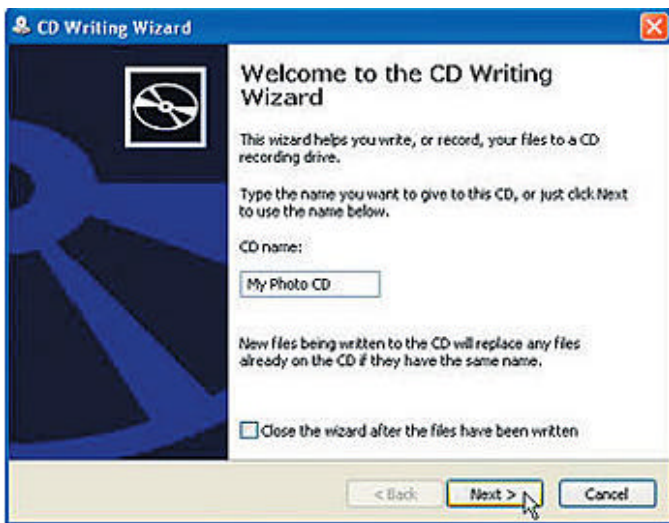 CD Writing Wizard
Welcome to the CD Writing
Wizard
This wizard helps you write, or record, your files to a CD
recording drive.
Type the name you want to give to this CD, or just click Next
to use the name below.
CD name:
My Photo CD
New files being written to the CD will replace any files
already on the CD if they have the same name.
Close the wizard after the files have been written
< Back Next > Cancel